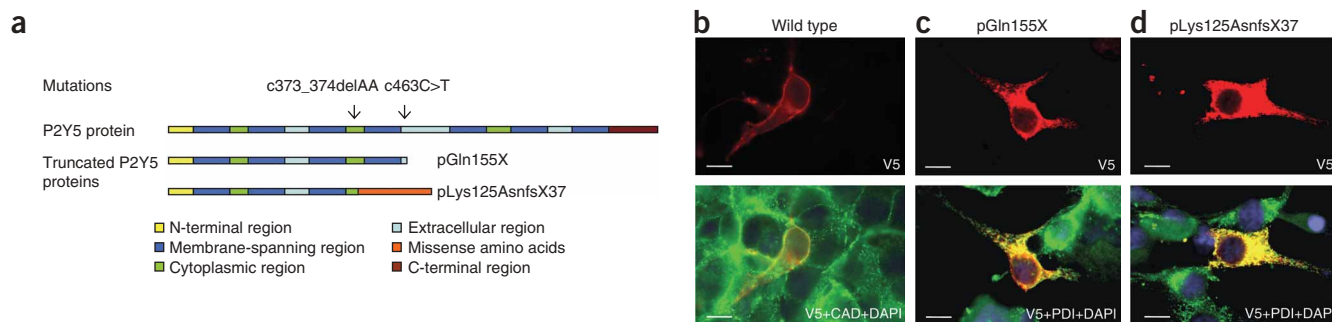 a
Mutations
c373_374delAA c463C>T
P2Y5 protein
Truncated P2Y5
proteins
pGln155X
pLys125AsnfsX37
N-terminal region
Membrane-spanning region
Cytoplasmic region
Extracellular region
Missense amino acids
C-terminal region
b
Wild type
V5
V5+CAD+DAPI
c
pGln155X
V5
V5+PDI+DAPI
d
pLys125AsnfsX37
V5
V5+PDI+DAPI